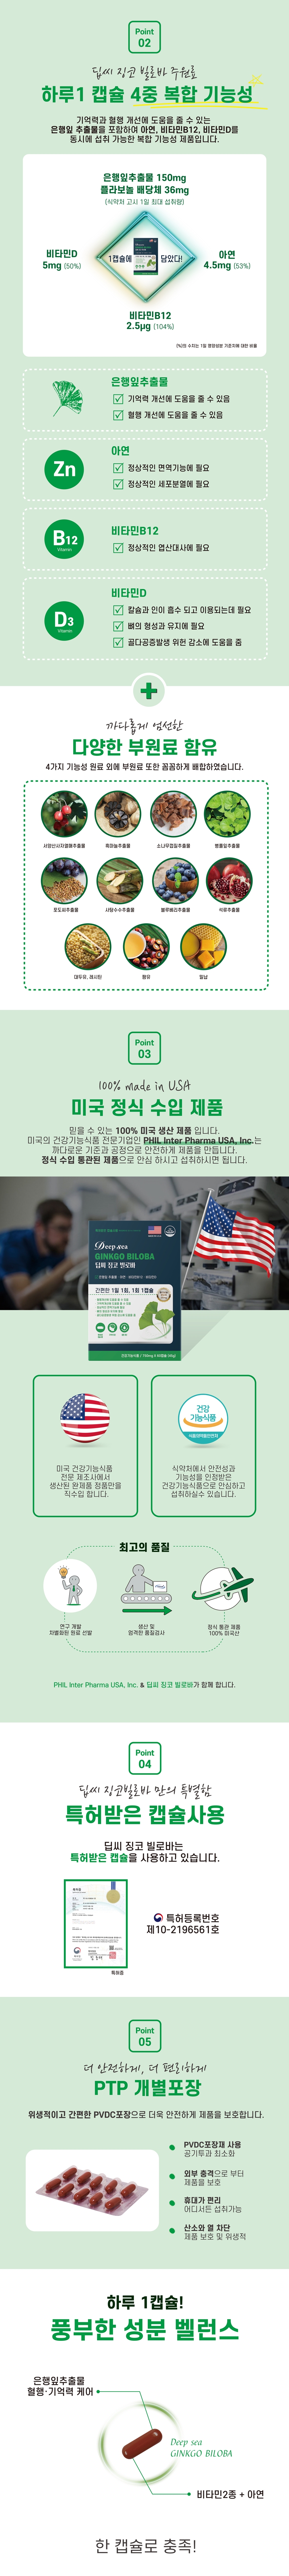 Point
02
딥씨 징코 빌로바 주원료
하루1 캡슐 4중 복합 기능성
기억력과 혈행 개선에 도움을 줄 수 있는
은행잎 추출물을 포함하여 아연, 비타민B12, 비타민D를
동시에 섭취 가능한 복합 기능성 제품입니다.
은행잎추출물 150mg
플라보놀 배당체 36mg
(식약처 고시 1일 최대 섭취량)
비타민D
5mg (50%)
1캡슐에 담았다!
아연
4.5mg (53%)
비타민B12
2.5μg (104%)
(%)의 수치는 1일 영양성분 기준치에 대한 비율
은행잎추출물
기억력 개선에 도움을 줄 수 있음
혈행 개선에 도움을 줄 수 있음
Zn
아연
정상적인 면역기능에 필요
정상적인 세포분열에 필요
B12
Vitamin
비타민B12
정상적인 엽산대사에 필요
D3
Vitamin
비타민D
칼슘과 인이 흡수 되고 이용되는데 필요
뼈의 형성과 유지에 필요
골다공증발생 위험 감소에 도움을 줌
까다롭게 엄선한
다양한 부원료 함유
4가지 기능성 원료 외에 부원료 또한 꼼꼼하게 배합하였습니다.
서양산사자열매추출물
흑마늘추출물
소나무껍질추출물
병풀잎추출물
포도씨추출물
사탕수수추출물
블루베리추출물
석류추출물
대두유, 레시틴
팜유
밀납
Point
03
100% made in USA
미국 정식 수입 제품
믿을 수 있는 100% 미국 생산 제품 입니다.
미국의 건강기능식품 전문기업인 PHIL Inter Pharma USA, Inc.는
까다로운 기준과 공정으로 안전하게 제품을 만듭니다.
정식 수입 통관된 제품으로 안심 하시고 섭취하시면 됩니다.
Deep sea
GINKGO BILOBA
딥씨 징코 빌로바
간편한 1일 1회, 1회 1캡슐
미국 건강기능식품
전문 제조사에서
생산된 완제품 정품만을
직수입 합니다.
건강
기능식품
식품의약품안전처
식약처에서 안전성과
기능성을 인정받은
건강기능식품으로 안심하고
섭취하실수 있습니다.
최고의 품질
연구 개발
차별화된 원료 선발
생산 및
엄격한 품질검사
정식 통관 제품
100% 미국산
PHIL Inter Pharma USA, Inc. & 딥씨 징코 빌로바가 함께 합니다.
Point
04
딥씨 징코빌로바 만의 특별함
특허받은 캡슐사용
딥씨 징코 빌로바는
특허받은 캡슐을 사용하고 있습니다.
특허등록번호
제10-2196561호
특허증
Point
05
더 안전하게, 더 편리하게
PTP 개별포장
위생적이고 간편한 PVDC포장으로 더욱 안전하게 제품을 보호합니다.
PVDC포장재 사용
공기투과 최소화
외부 충격으로 부터
제품을 보호
휴대가 편리
어디서든 섭취가능
산소와 열 차단
제품 보호 및 위생적
하루 1캡슐!
풍부한 성분 벨런스
은행잎추출물
혈행·기억력 케어
Deep sea
GINKGO BILOBA
비타민2종 + 아연
한 캡슐로 충족!